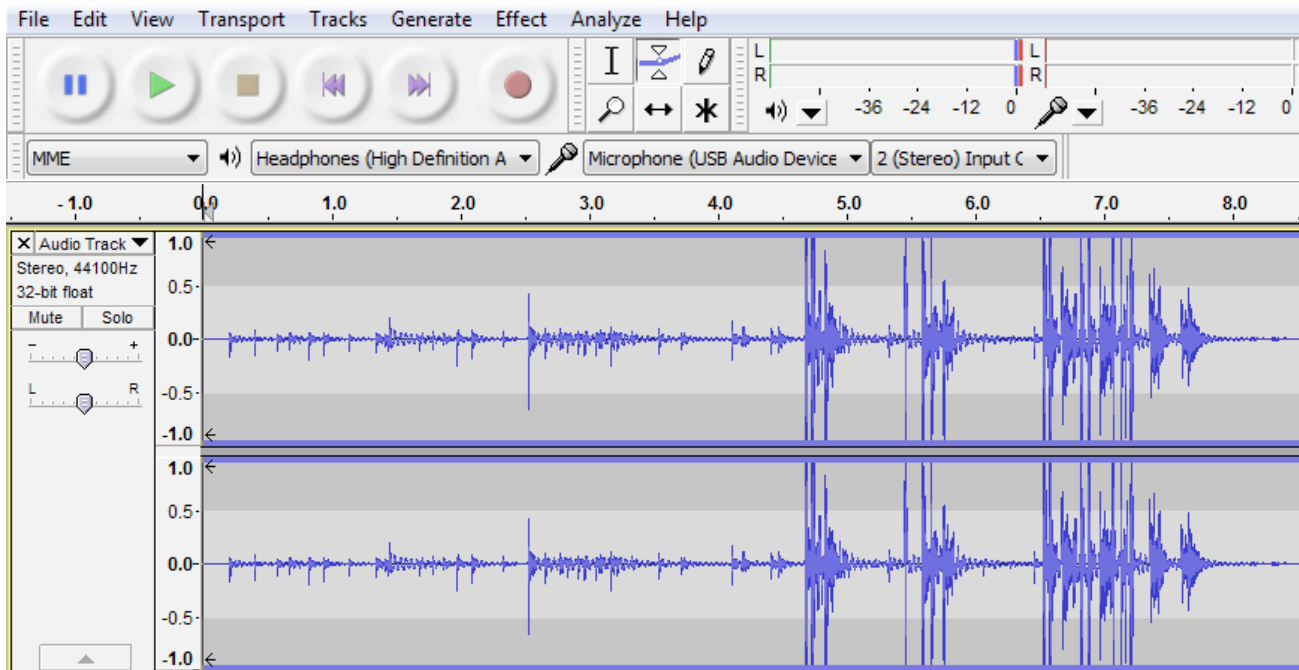 File Edit View Transport Tracks Generate Effect Analyze Help
L L
R R
-36 -24 -12 0 -36 -24 -12 0
MME Headphones (High Definition A Microphone (USB Audio Device 2 (Stereo) Input C
- 1.0 0.0 1.0 2.0 3.0 4.0 5.0 6.0 7.0 8.0
X Audio Track 1.0
Stereo, 44100Hz
32-bit float 0.5
Mute Solo
- + 0.0
L R
-0.5
-1.0
1.0
0.5
0.0
-0.5
-1.0